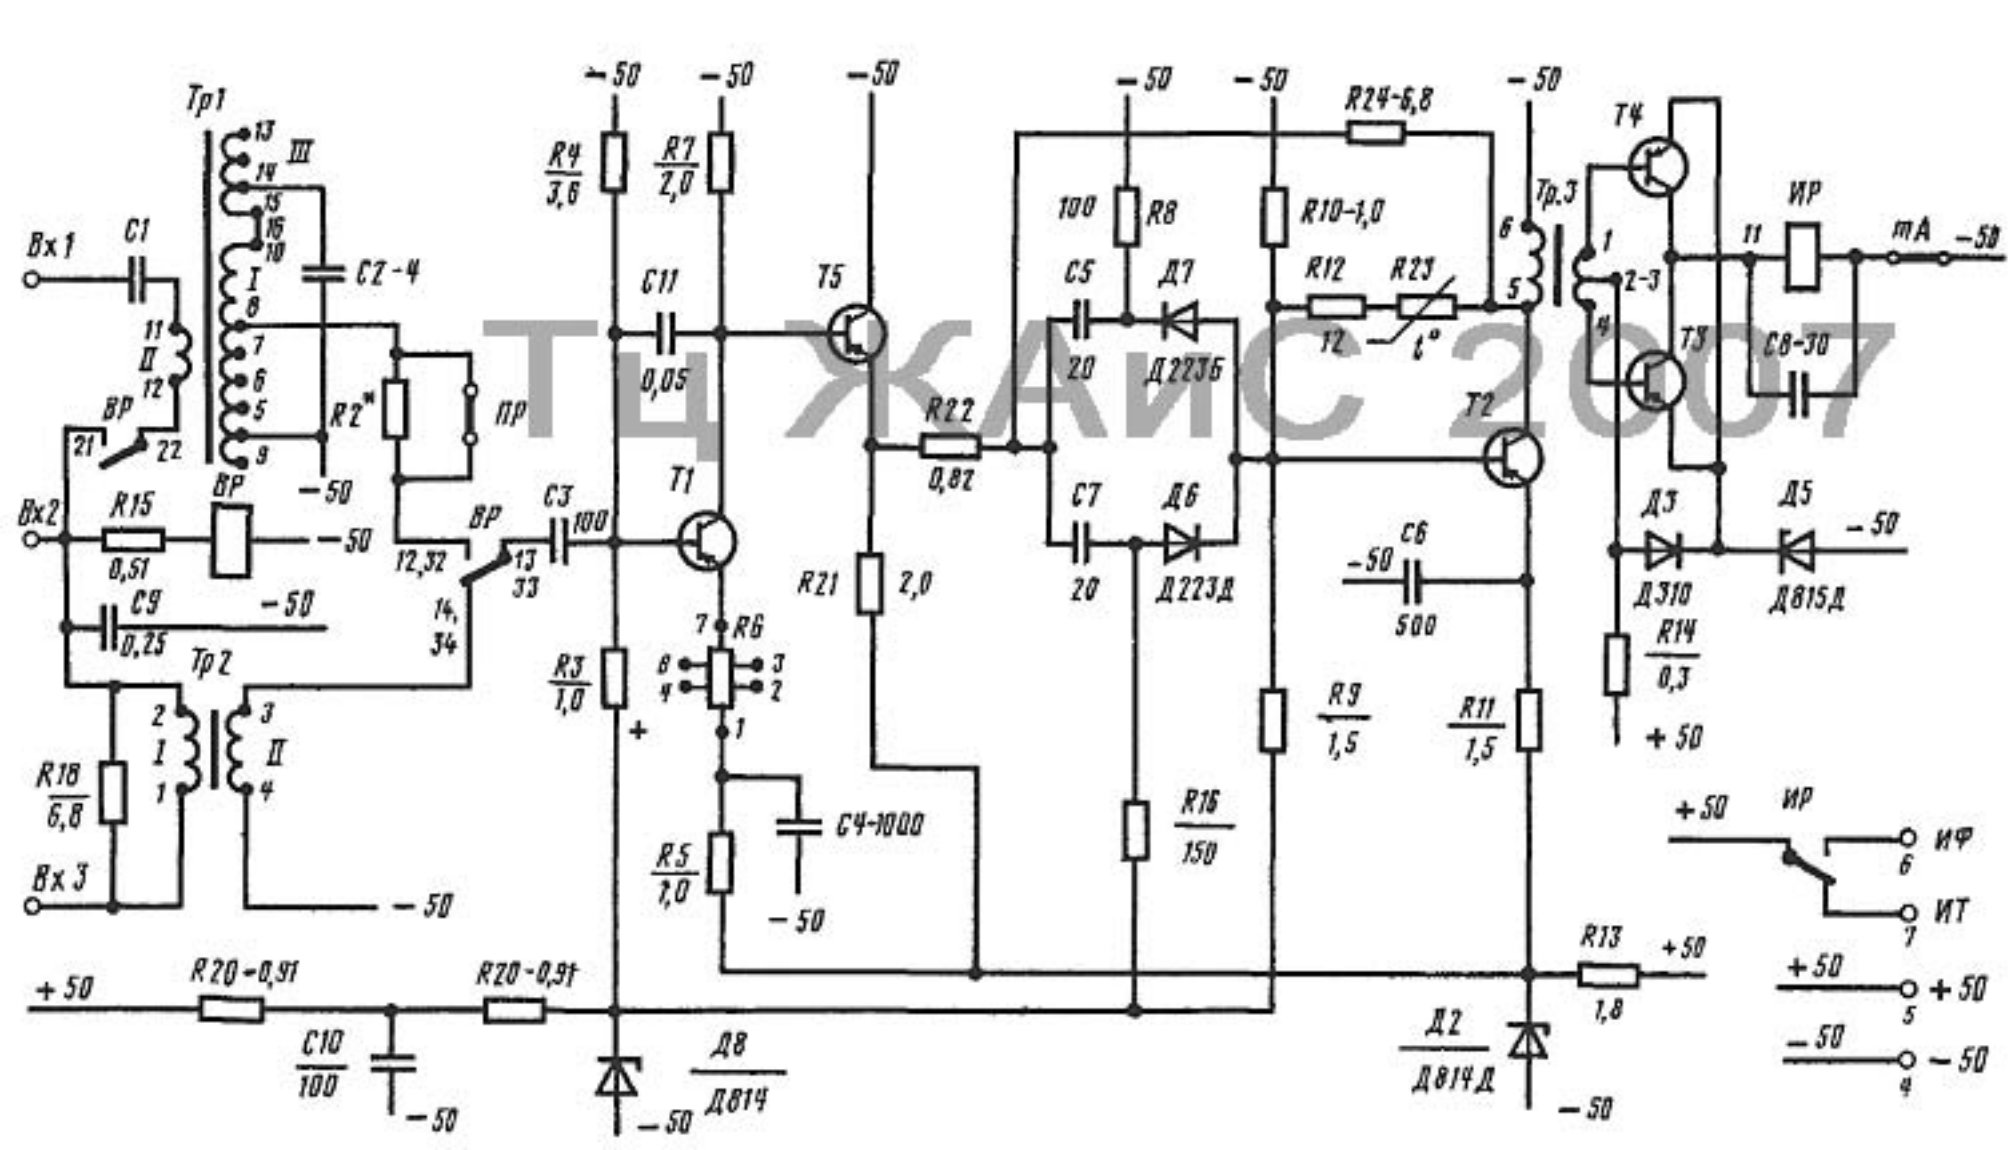 Тр1
13
III
14
15
16
10
I
8
7
6
5
9
Вх1
C1
11
II
12
ВР
21
22
C2-4
-50
R2*
ПР
Вх2
R15
0,51
ВР
-50
C9
0,25
-50
12,32
ВР
13
33
14,
34
C3
100
Тр2
2
I
1
3
II
4
R18
6,8
Вх3
-50
+50
R20-0,91
R20-0,91
C10
100
-50
-50
R4
3,6
-50
R7
2,0
C11
0,05
T1
R3
1,0
+
7
R6
8
3
4
2
1
R5
1,0
C4-1000
-50
Д8
Д814
-50
-50
T5
R22
0,82
R21
2,0
-50
100
R8
C5
20
Д7
Д223Б
C7
20
Д6
Д223Д
R16
150
-50
R10-1,0
R24-6,8
R12
12
R23
t°
R9
1,5
-50
Тр.3
6
5
1
2-3
4
T2
C6
-50
500
R11
1,5
R13
1,8
+50
Д2
Д814Д
-50
T4
T3
11
ИР
mA
-50
C8-30
Д3
Д310
Д5
Д815Д
-50
R14
0,3
+50
+50
ИР
ИФ
6
ИТ
7
+50
+50
5
-50
-50
4
Тц ЖАиС 2007